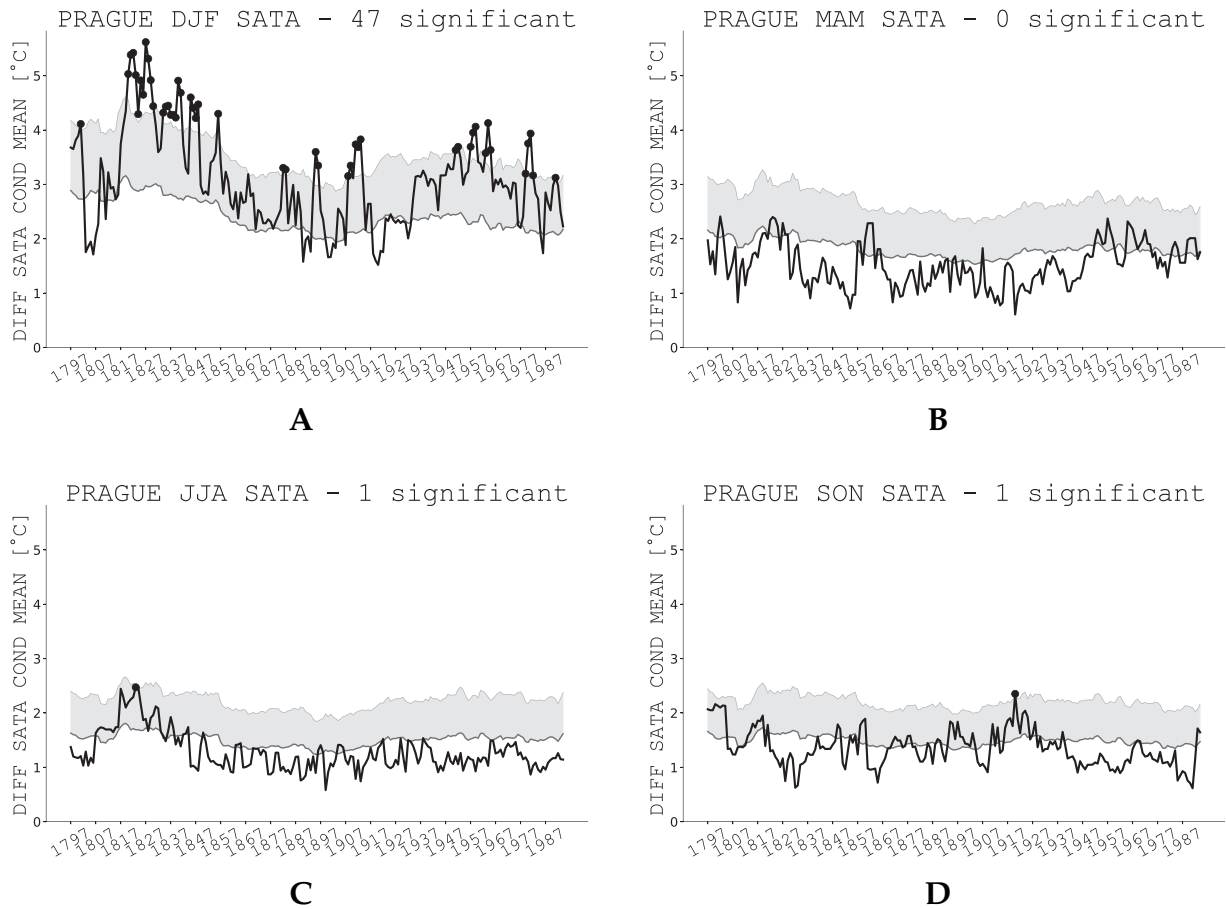 PRAGUE DJF SATA - 47 significant
DIFF SATA COND MEAN [°C]
5
4
3
2
1
0
1797 1807 1817 1827 1837 1847 1857 1867 1877 1887 1897 1907 1917 1927 1937 1947 1957 1967 1977 1987
A
PRAGUE MAM SATA - 0 significant
DIFF SATA COND MEAN [°C]
5
4
3
2
1
0
1797 1807 1817 1827 1837 1847 1857 1867 1877 1887 1897 1907 1917 1927 1937 1947 1957 1967 1977 1987
B
PRAGUE JJA SATA - 1 significant
DIFF SATA COND MEAN [°C]
5
4
3
2
1
0
1797 1807 1817 1827 1837 1847 1857 1867 1877 1887 1897 1907 1917 1927 1937 1947 1957 1967 1977 1987
C
PRAGUE SON SATA - 1 significant
DIFF SATA COND MEAN [°C]
5
4
3
2
1
0
1797 1807 1817 1827 1837 1847 1857 1867 1877 1887 1897 1907 1917 1927 1937 1947 1957 1967 1977 1987
D